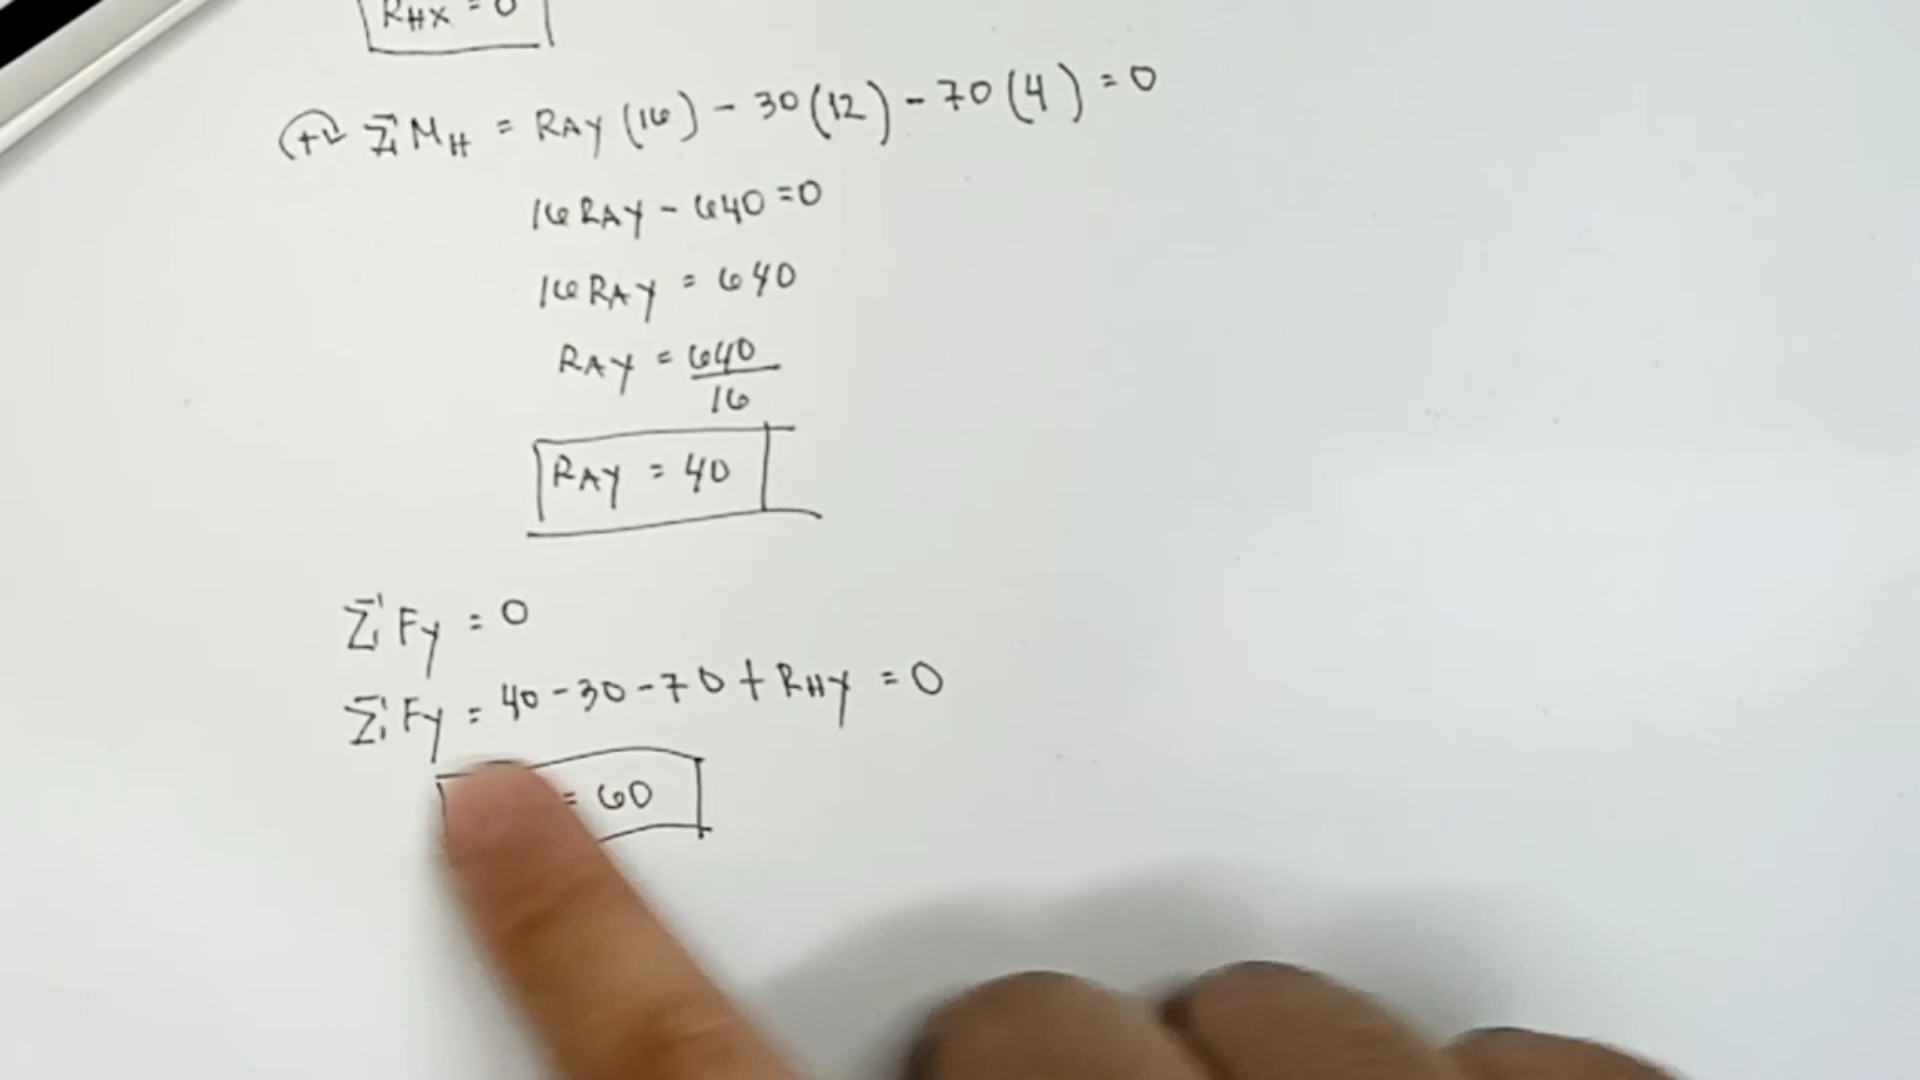 RHX = 0
ΣMH = RAY (16) - 30(12) - 70(4) = 0
16RAY - 640 = 0
16RAY = 640
RAY = 640/16
RAY = 40
ΣFy = 0
ΣFy = 40 - 30 - 70 + RHY = 0
= 60